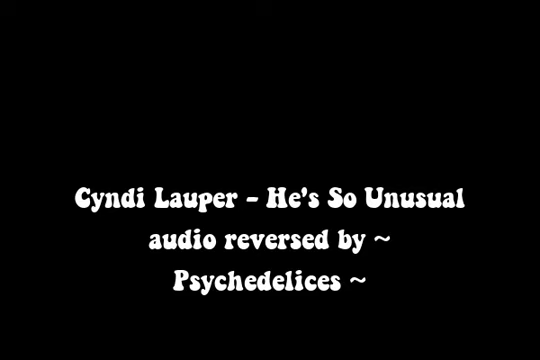 Cyndi Lauper - He's So Unusual
audio reversed by ~
Psychedelices ~